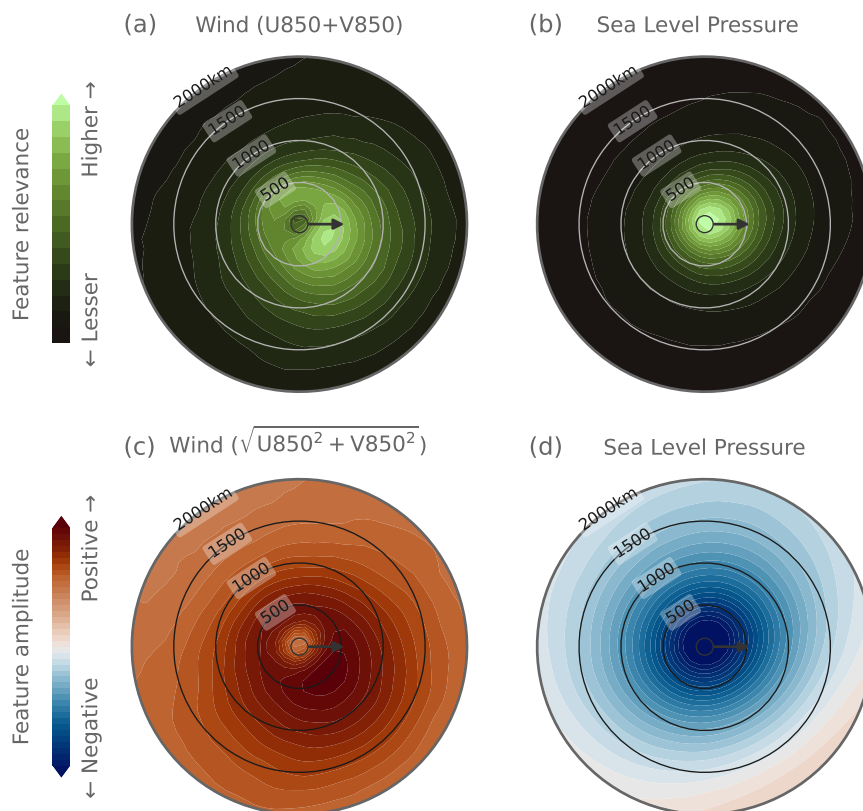 (a) Wind (U850+V850)
(b) Sea Level Pressure
Feature relevance
← Lesser Higher →
2000km
1500
1000
500
2000km
1500
1000
500
(c) Wind (√U850² + V850²)
(d) Sea Level Pressure
Feature amplitude
← Negative Positive →
2000km
1500
1000
500
2000km
1500
1000
500